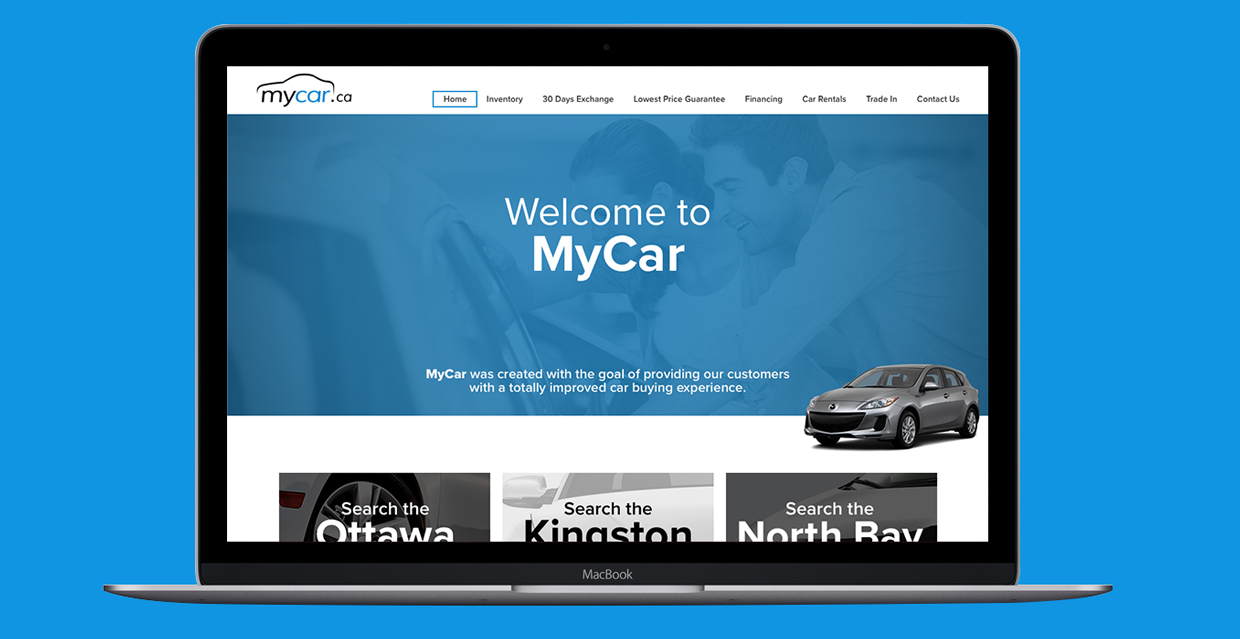 mycar.ca
Home Inventory 30 Days Exchange Lowest Price Guarantee Financing Car Rentals Trade In Contact Us
Welcome to
MyCar
MyCar was created with the goal of providing our customers
with a totally improved car buying experience.
Search the
Ottawa
Search the
Kingston
Search the
North Bay
MacBook